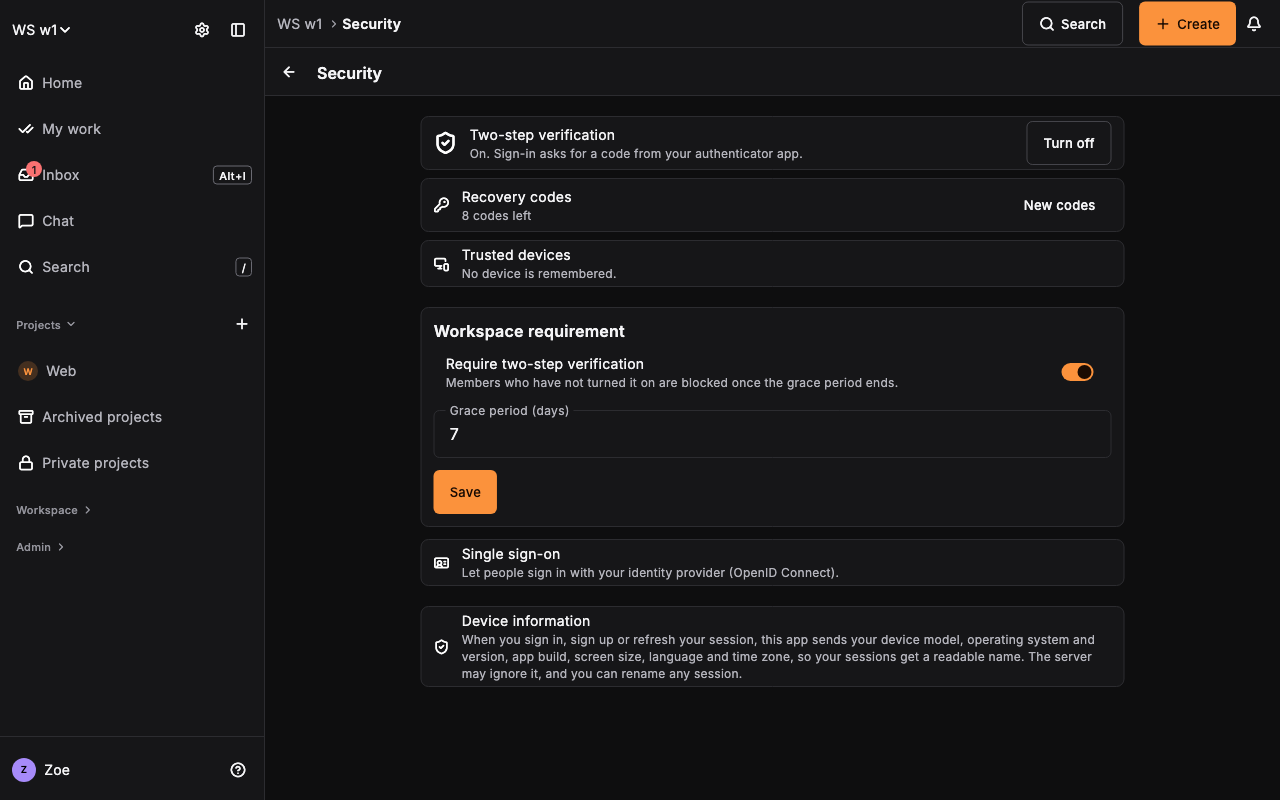 WS w1
Home
My work
1
Inbox
Alt+I
Chat
Search
/
Projects
W
Web
Archived projects
Private projects
Workspace
Admin
Z
Zoe
WS w1 > Security
Search
+ Create
Security
Two-step verification
On. Sign-in asks for a code from your authenticator app.
Turn off
Recovery codes
8 codes left
New codes
Trusted devices
No device is remembered.
Workspace requirement
Require two-step verification
Members who have not turned it on are blocked once the grace period ends.
Grace period (days)
7
Save
Single sign-on
Let people sign in with your identity provider (OpenID Connect).
Device information
When you sign in, sign up or refresh your session, this app sends your device model, operating system and
version, app build, screen size, language and time zone, so your sessions get a readable name. The server
may ignore it, and you can rename any session.